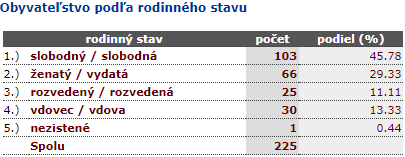 Obyvateľstvo podľa rodinného stavu
rodinný stav počet podiel (%)
1.) slobodný / slobodná 103 45.78
2.) ženatý / vydatá 66 29.33
3.) rozvedený / rozvedená 25 11.11
4.) vdovec / vdova 30 13.33
5.) nezistené 1 0.44
Spolu 225